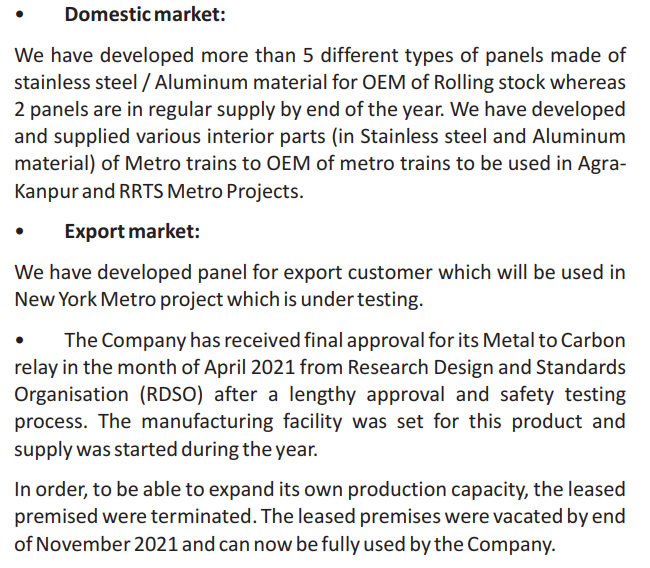 • Domestic market:
We have developed more than 5 different types of panels made of
stainless steel / Aluminum material for OEM of Rolling stock whereas
2 panels are in regular supply by end of the year. We have developed
and supplied various interior parts (in Stainless steel and Aluminum
material) of Metro trains to OEM of metro trains to be used in Agra-
Kanpur and RRTS Metro Projects.
• Export market:
We have developed panel for export customer which will be used in
New York Metro project which is under testing.
• The Company has received final approval for its Metal to Carbon
relay in the month of April 2021 from Research Design and Standards
Organisation (RDSO) after a lengthy approval and safety testing
process. The manufacturing facility was set for this product and
supply was started during the year.
In order, to be able to expand its own production capacity, the leased
premised were terminated. The leased premises were vacated by end
of November 2021 and can now be fully used by the Company.